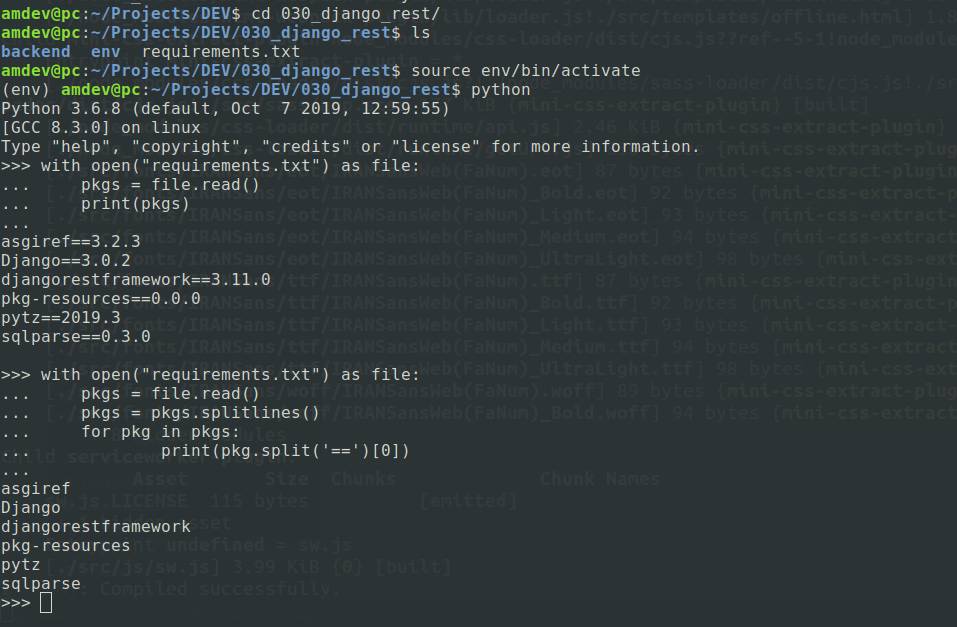 amdev@pc:~/Projects/DEV$ cd 030_django_rest/
amdev@pc:~/Projects/DEV/030_django_rest$ ls
backend  env  requirements.txt
amdev@pc:~/Projects/DEV/030_django_rest$ source env/bin/activate
(env) amdev@pc:~/Projects/DEV/030_django_rest$ python
Python 3.6.8 (default, Oct  7 2019, 12:59:55)
[GCC 8.3.0] on linux
Type "help", "copyright", "credits" or "license" for more information.
>>> with open("requirements.txt") as file:
...     pkgs = file.read()
...     print(pkgs)
...
asgiref==3.2.3
Django==3.0.2
djangorestframework==3.11.0
pkg-resources==0.0.0
pytz==2019.3
sqlparse==0.3.0

>>> with open("requirements.txt") as file:
...     pkgs = file.read()
...     pkgs = pkgs.splitlines()
...     for pkg in pkgs:
...             print(pkg.split('==')[0])
...
asgiref
Django
djangorestframework
pkg-resources
pytz
sqlparse
>>>